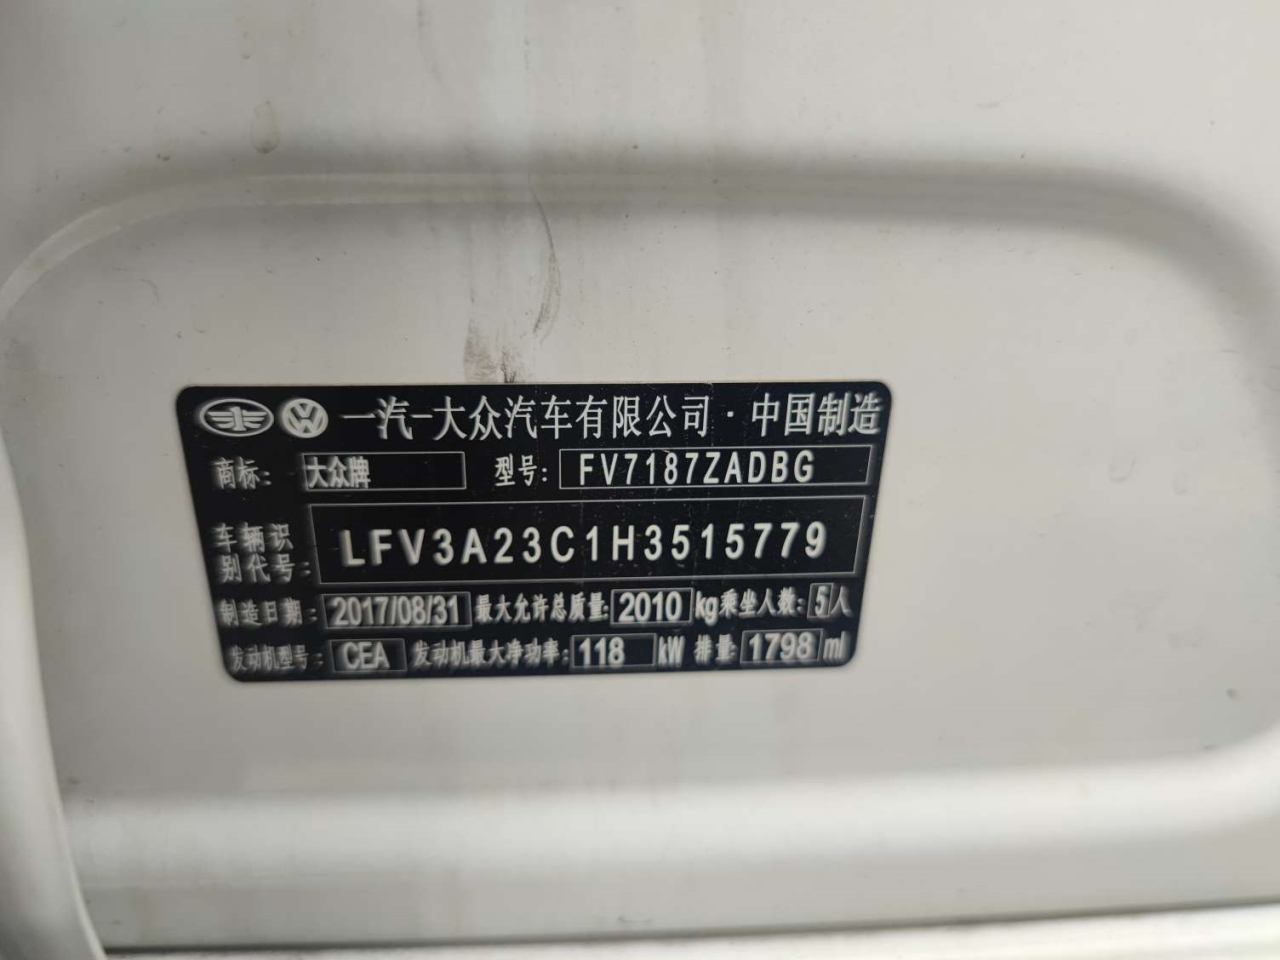 一汽-大众汽车有限公司·中国制造
商标: 大众牌 型号: FV7187ZADBG
车辆识别代号: LFV3A23C1H3515779
制造日期: 2017/08/31 最大允许总质量: 2010 kg 乘坐人数: 5 人
发动机型号: CEA 发动机最大净功率: 118 kW 排量: 1798 ml